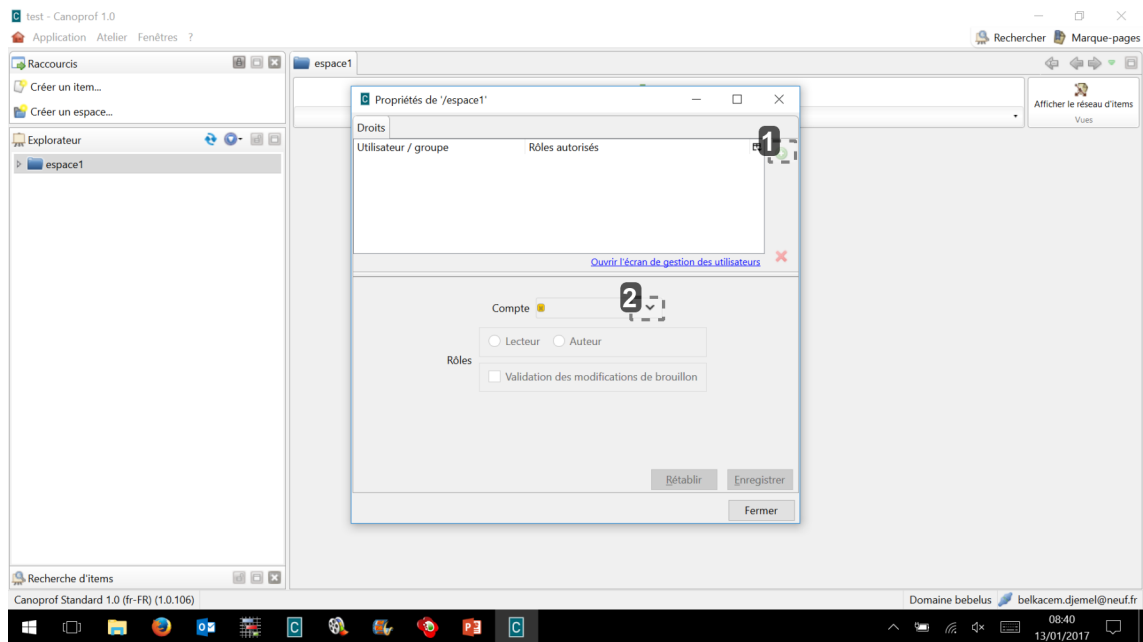 C test - Canoprof 1.0
Application Atelier Fenêtres ?
Rechercher Marque-pages
Raccourcis
Créer un item...
Créer un espace...
Explorateur
espace1
espace1
Afficher le réseau d'items
Vues
C Propriétés de '/espace1'
Droits
Utilisateur / groupe Rôles autorisés
1
Ouvrir l'écran de gestion des utilisateurs
2
Compte
Lecteur Auteur
Rôles
Validation des modifications de brouillon
Rétablir Enregistrer
Fermer
Recherche d'items
Canoprof Standard 1.0 (fr-FR) (1.0.106)
Domaine bebelus belkacem.djemel@neuf.fr
C C
08:40
13/01/2017